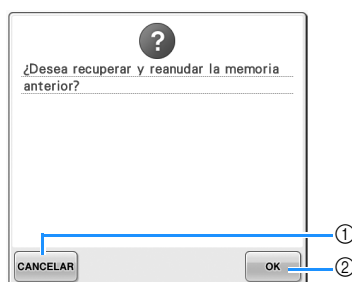 ?
¿Desea recuperar y reanudar la memoria
anterior?
CANCELAR
OK
①
②